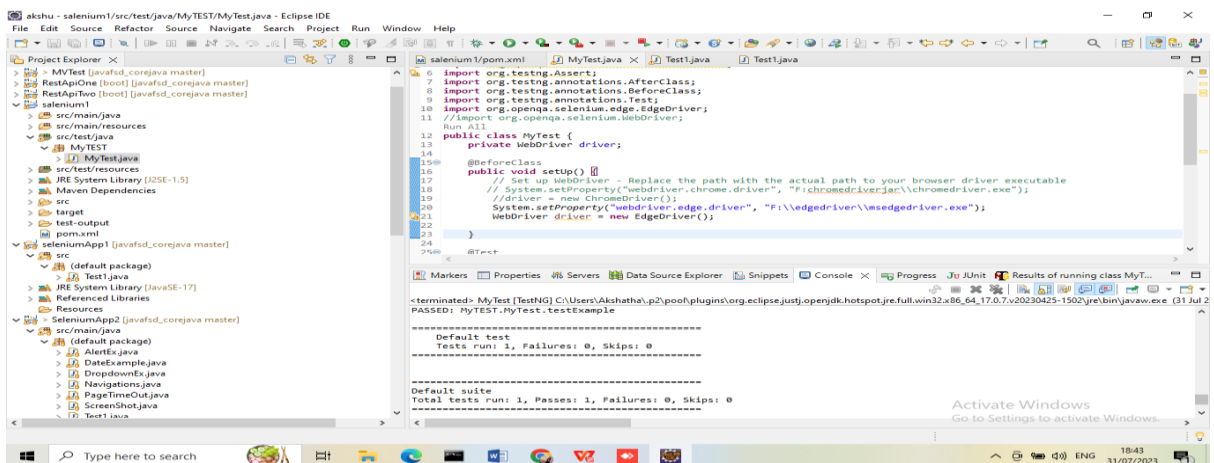 akshu - salenium1/src/test/java/MyTEST/MyTest.java - Eclipse IDE
File Edit Source Refactor Source Navigate Search Project Run Window Help
Project Explorer
> MVTest [javafsd_corejava master]
> RestApiOne [boot] [javafsd_corejava master]
> RestApiTwo [boot] [javafsd_corejava master]
salenium1
> src/main/java
> src/main/resources
src/test/java
MyTEST
> MyTest.java
> src/test/resources
> JRE System Library [J2SE-1.5]
> Maven Dependencies
> src
> target
> test-output
pom.xml
seleniumApp1 [javafsd_corejava master]
src
(default package)
> Test1.java
> JRE System Library [JavaSE-17]
> Referenced Libraries
Resources
> SeleniumApp2 [javafsd_corejava master]
src/main/java
(default package)
> AlertEx.java
> DateExample.java
> DropdownEx.java
> Navigations.java
> PageTimeOut.java
> ScreenShot.java
> Test1.java
salenium1/pom.xml MyTest.java Test1.java Test1.java
6 import org.testng.Assert;
7 import org.testng.annotations.AfterClass;
8 import org.testng.annotations.BeforeClass;
9 import org.testng.annotations.Test;
10 import org.openqa.selenium.edge.EdgeDriver;
11 //import org.openqa.selenium.WebDriver;
Run All
12 public class MyTest {
13 private WebDriver driver;
14
15 @BeforeClass
16 public void setUp() {
17 // Set up WebDriver - Replace the path with the actual path to your browser driver executable
18 // System.setProperty("webdriver.chrome.driver", "F:chromedriverjar\\chromedriver.exe");
19 //driver = new ChromeDriver();
20 System.setProperty("webdriver.edge.driver", "F:\\edgedriver\\msedgedriver.exe");
21 WebDriver driver = new EdgeDriver();
22
23 }
24
25 @Test
Markers Properties Servers Data Source Explorer Snippets Console Progress JUnit Results of running class MyT...
<terminated> MyTest [TestNG] C:\Users\Akshatha\.p2\pool\plugins\org.eclipse.justj.openjdk.hotspot.jre.full.win32.x86_64_17.0.7.v20230425-1502\jre\bin\javaw.exe (31 Jul 2
PASSED: MyTEST.MyTest.testExample
===============================================
Default test
Tests run: 1, Failures: 0, Skips: 0
===============================================
===============================================
Default suite
Total tests run: 1, Passes: 1, Failures: 0, Skips: 0
===============================================
Activate Windows
Go to Settings to activate Windows.
Type here to search
ENG
18:43
31/07/2023